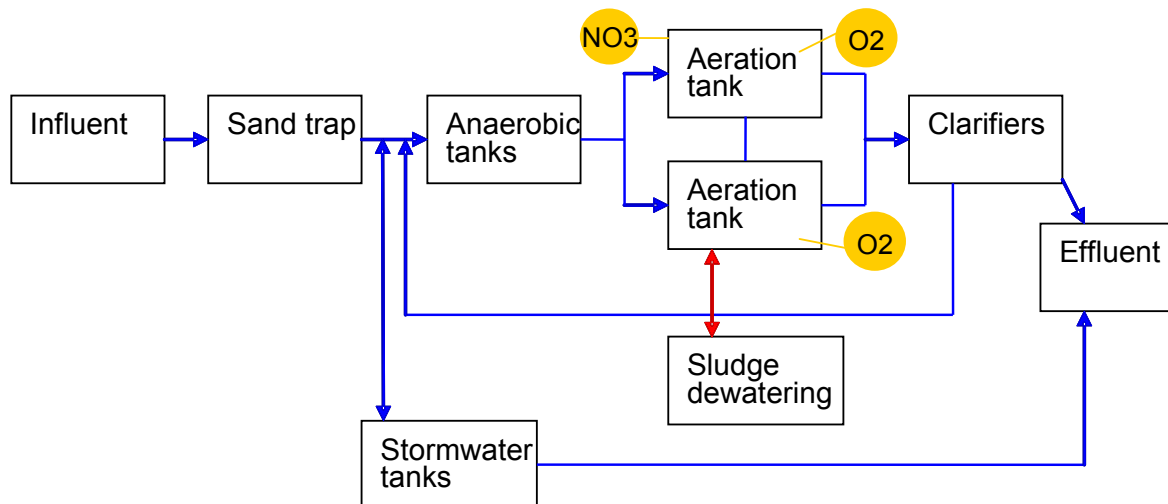 NO3
O2
Aeration
tank
Influent
Sand trap
Anaerobic
tanks
Clarifiers
Aeration
tank
O2
Effluent
Sludge
dewatering
Stormwater
tanks